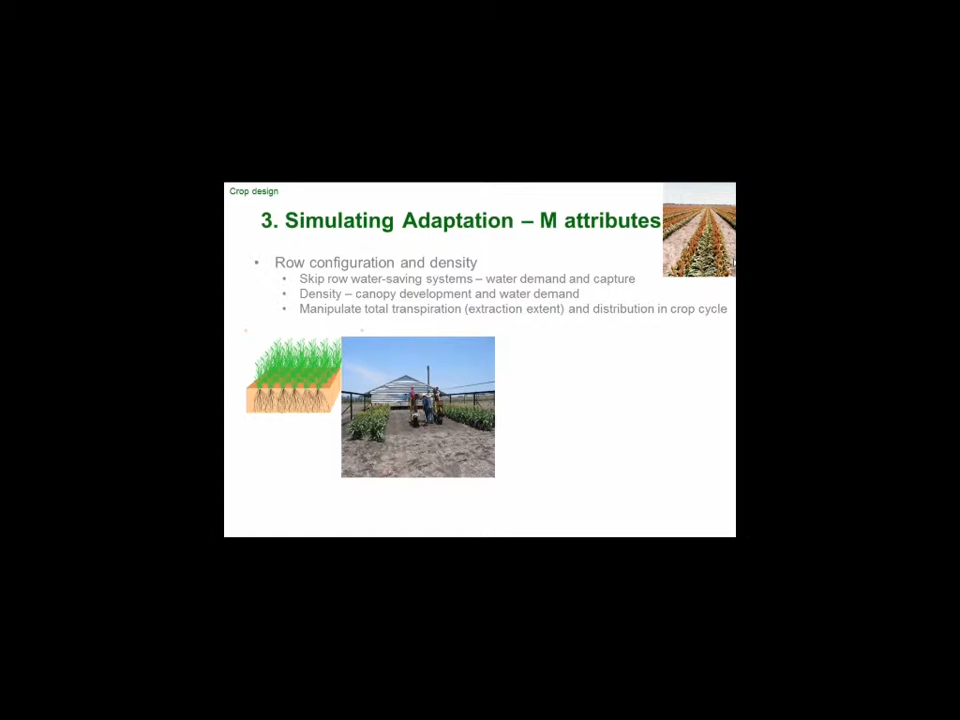 Crop design
3. Simulating Adaptation – M attributes
• Row configuration and density
• Skip row water-saving systems – water demand and capture
• Density – canopy development and water demand
• Manipulate total transpiration (extraction extent) and distribution in crop cycle